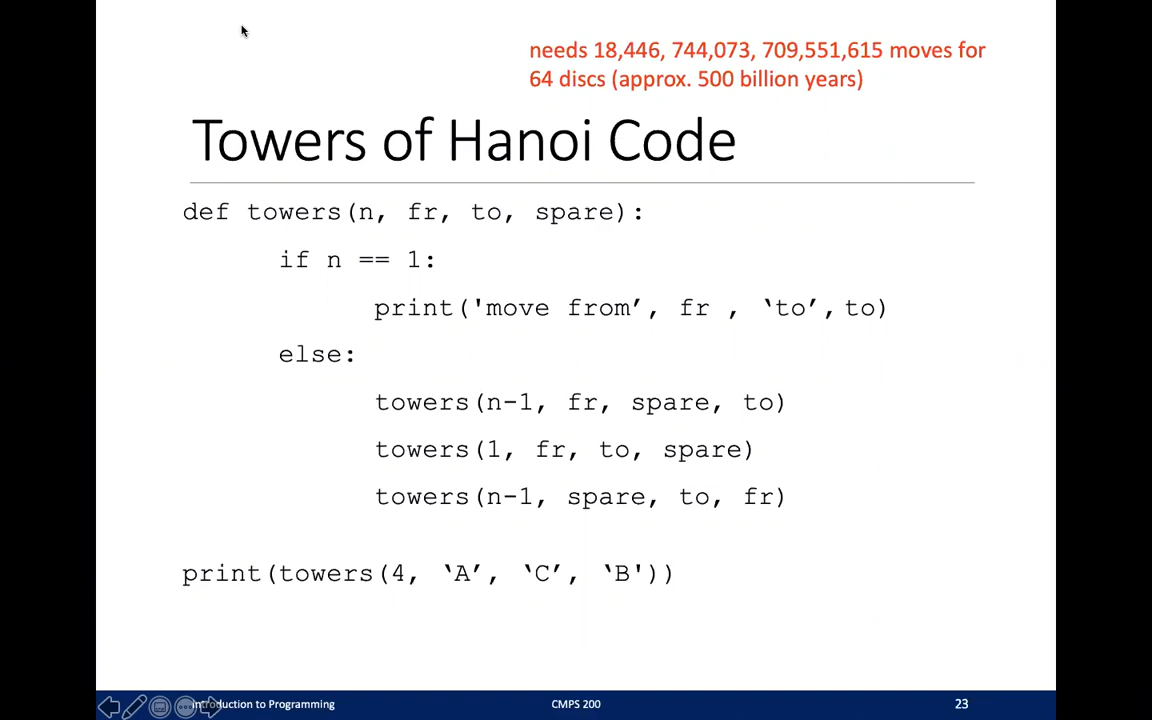 needs 18,446, 744,073, 709,551,615 moves for
64 discs (approx. 500 billion years)
Towers of Hanoi Code
def towers(n, fr, to, spare):
if n == 1:
print('move from’, fr , ‘to’, to)
else:
towers(n-1, fr, spare, to)
towers(1, fr, to, spare)
towers(n-1, spare, to, fr)
print(towers(4, ‘A’, ‘C’, ‘B'))
Introduction to Programming
CMPS 200
23